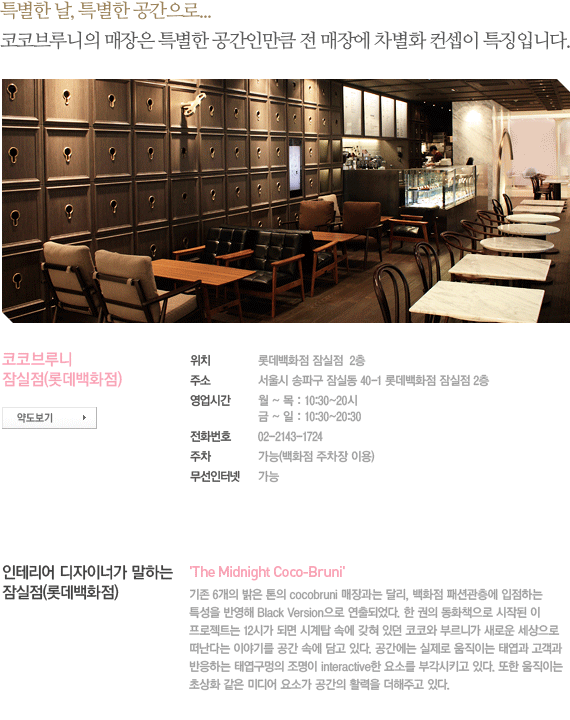 특별한 날, 특별한 공간으로...
코코브루니의 매장은 특별한 공간인만큼 전 매장에 차별화 컨셉이 특징입니다.
코코브루니
잠실점(롯데백화점)
약도보기
위치 롯데백화점 잠실점 2층
주소 서울시 송파구 잠실동 40-1 롯데백화점 잠실점 2층
영업시간 월 ~ 목 : 10:30~20시
금 ~ 일 : 10:30~20:30
전화번호 02-2143-1724
주차 가능(백화점 주차장 이용)
무선인터넷 가능
인테리어 디자이너가 말하는
잠실점(롯데백화점)
'The Midnight Coco-Bruni'
기존 6개의 밝은 톤의 cocobruni 매장과는 달리, 백화점 패션관층에 입점하는
특성을 반영해 Black Version으로 연출되었다. 한 권의 동화책으로 시작된 이
프로젝트는 12시가 되면 시계탑 속에 갇혀 있던 코코와 부르니가 새로운 세상으로
떠난다는 이야기를 공간 속에 담고 있다. 공간에는 실제로 움직이는 태엽과 고객과
반응하는 태엽구멍의 조명이 interactive한 요소를 부각시키고 있다. 또한 움직이는
초상화 같은 미디어 요소가 공간의 활력을 더해주고 있다.